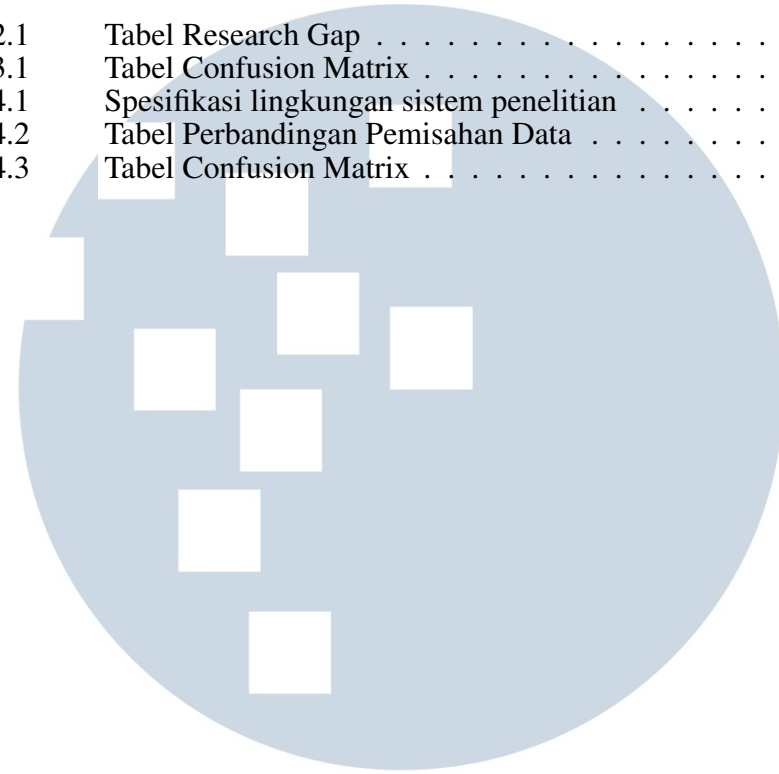 2.1 Tabel Research Gap . . . . . . . . . . . . . . . . .
3.1 Tabel Confusion Matrix . . . . . . . . . . . . . . .
4.1 Spesifikasi lingkungan sistem penelitian . . . . . .
4.2 Tabel Perbandingan Pemisahan Data . . . . . . . .
4.3 Tabel Confusion Matrix . . . . . . . . . . . . . . .